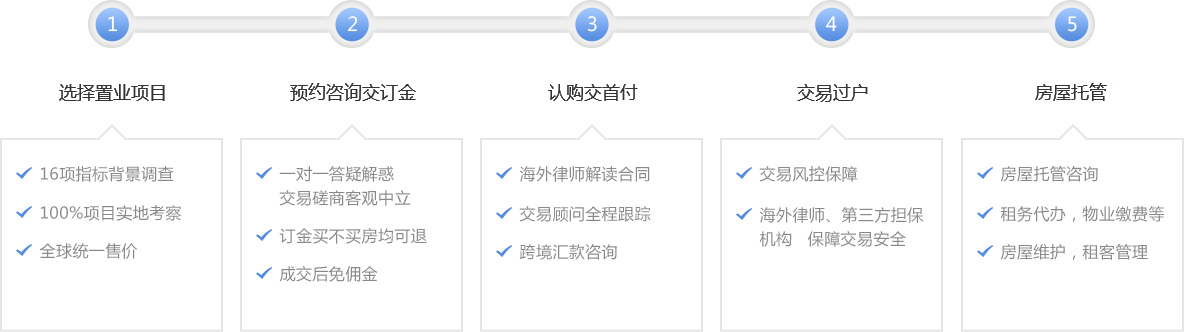 1
2
3
4
5
选择置业项目
预约咨询交订金
认购交首付
交易过户
房屋托管
16项指标背景调查
100%项目实地考察
全球统一售价
一对一答疑解惑
交易磋商客观中立
订金买不买房均可退
成交后免佣金
海外律师解读合同
交易顾问全程跟踪
跨境汇款咨询
交易风控保障
海外律师、第三方担保
机构　保障交易安全
房屋托管咨询
租务代办，物业缴费等
房屋维护，租客管理